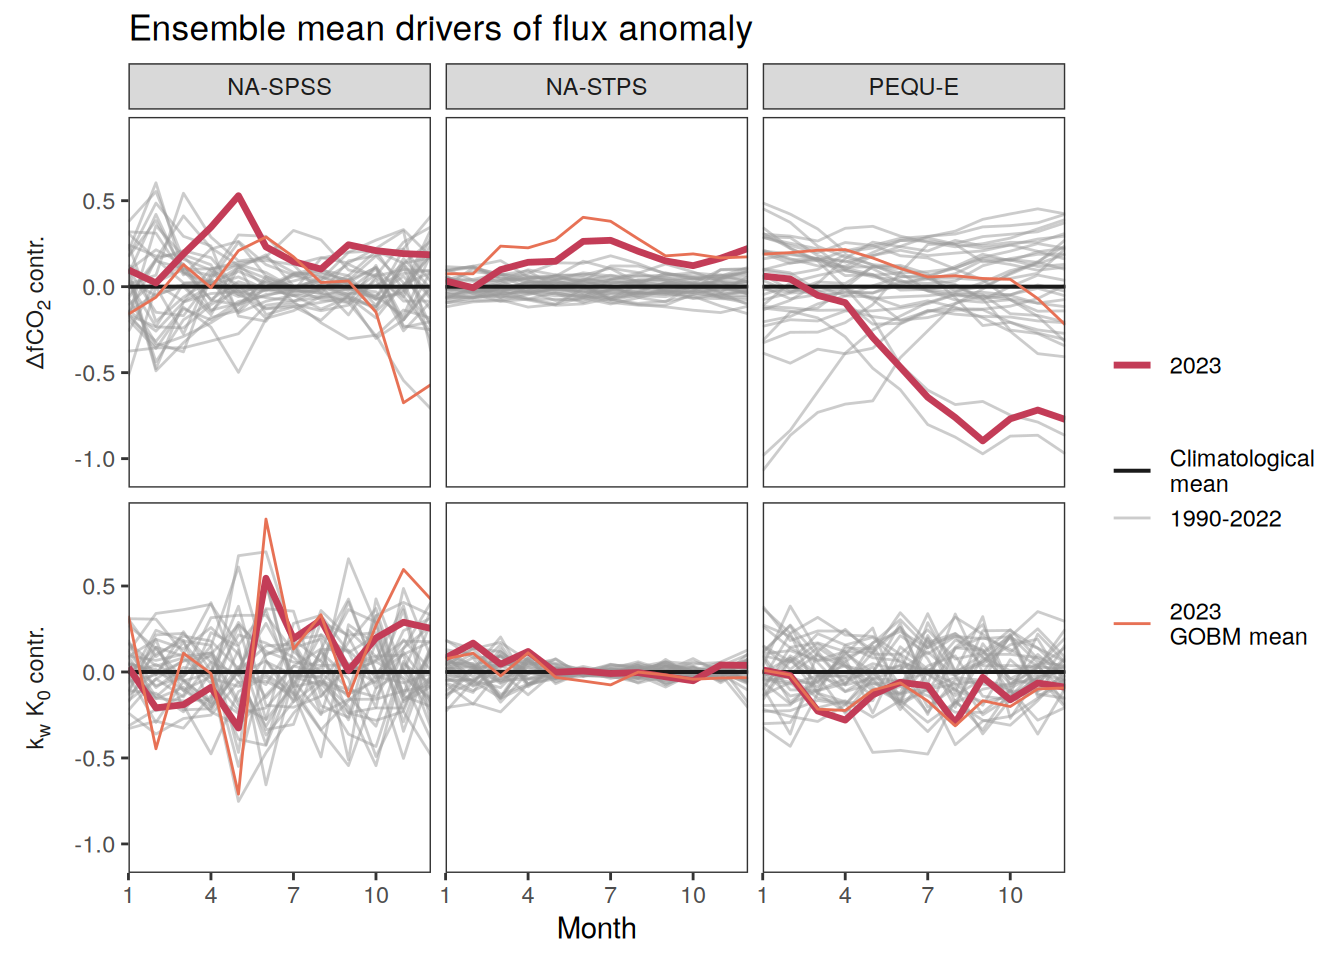 Ensemble mean drivers of flux anomaly
NA-SPSS
NA-STPS
PEQU-E
ΔfCO₂ contr.
0.5
0.0
-0.5
-1.0
k_w K₀ contr.
0.5
0.0
-0.5
-1.0
1 4 7 10
1 4 7 10
1 4 7 10
Month
2023
Climatological
mean
1990-2022
2023
GOBM mean